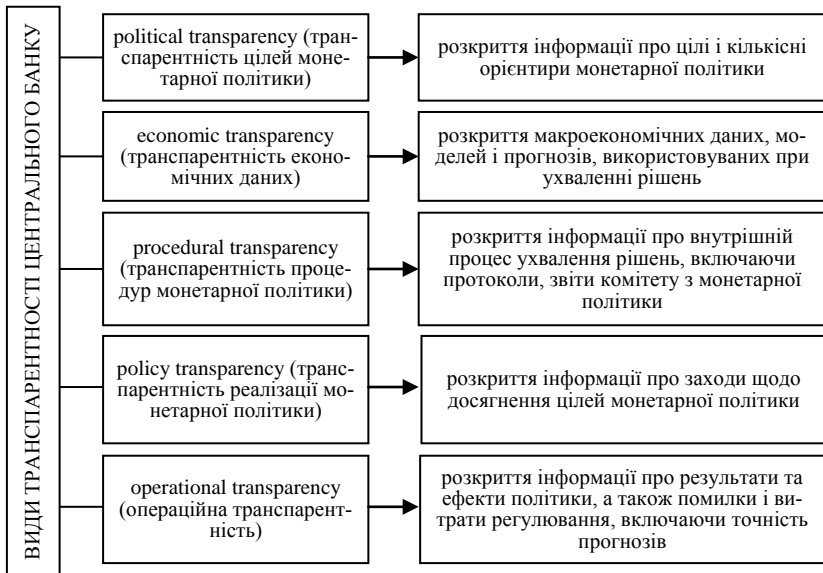 ВИДИ ТРАНСПАРЕНТНОСТІ ЦЕНТРАЛЬНОГО БАНКУ
political transparency (тран-
спарентність цілей моне-
тарної політики)
розкриття інформації про цілі і кількісні
орієнтири монетарної політики
economic transparency
(транспарентність еконо-
мічних даних)
розкриття макроекономічних даних, мо-
делей і прогнозів, використовуваних при
ухваленні рішень
procedural transparency
(транспарентність проце-
дур монетарної політики)
розкриття інформації про внутрішній
процес ухвалення рішень, включаючи
протоколи, звіти комітету з монетарної
політики
policy transparency (транс-
парентність реалізації мо-
нетарної політики)
розкриття інформації про заходи щодо
досягнення цілей монетарної політики
operational transparency
(операційна транспарент-
ність)
розкриття інформації про результати та
ефекти політики, а також помилки і ви-
трати регулювання, включаючи точність
прогнозів